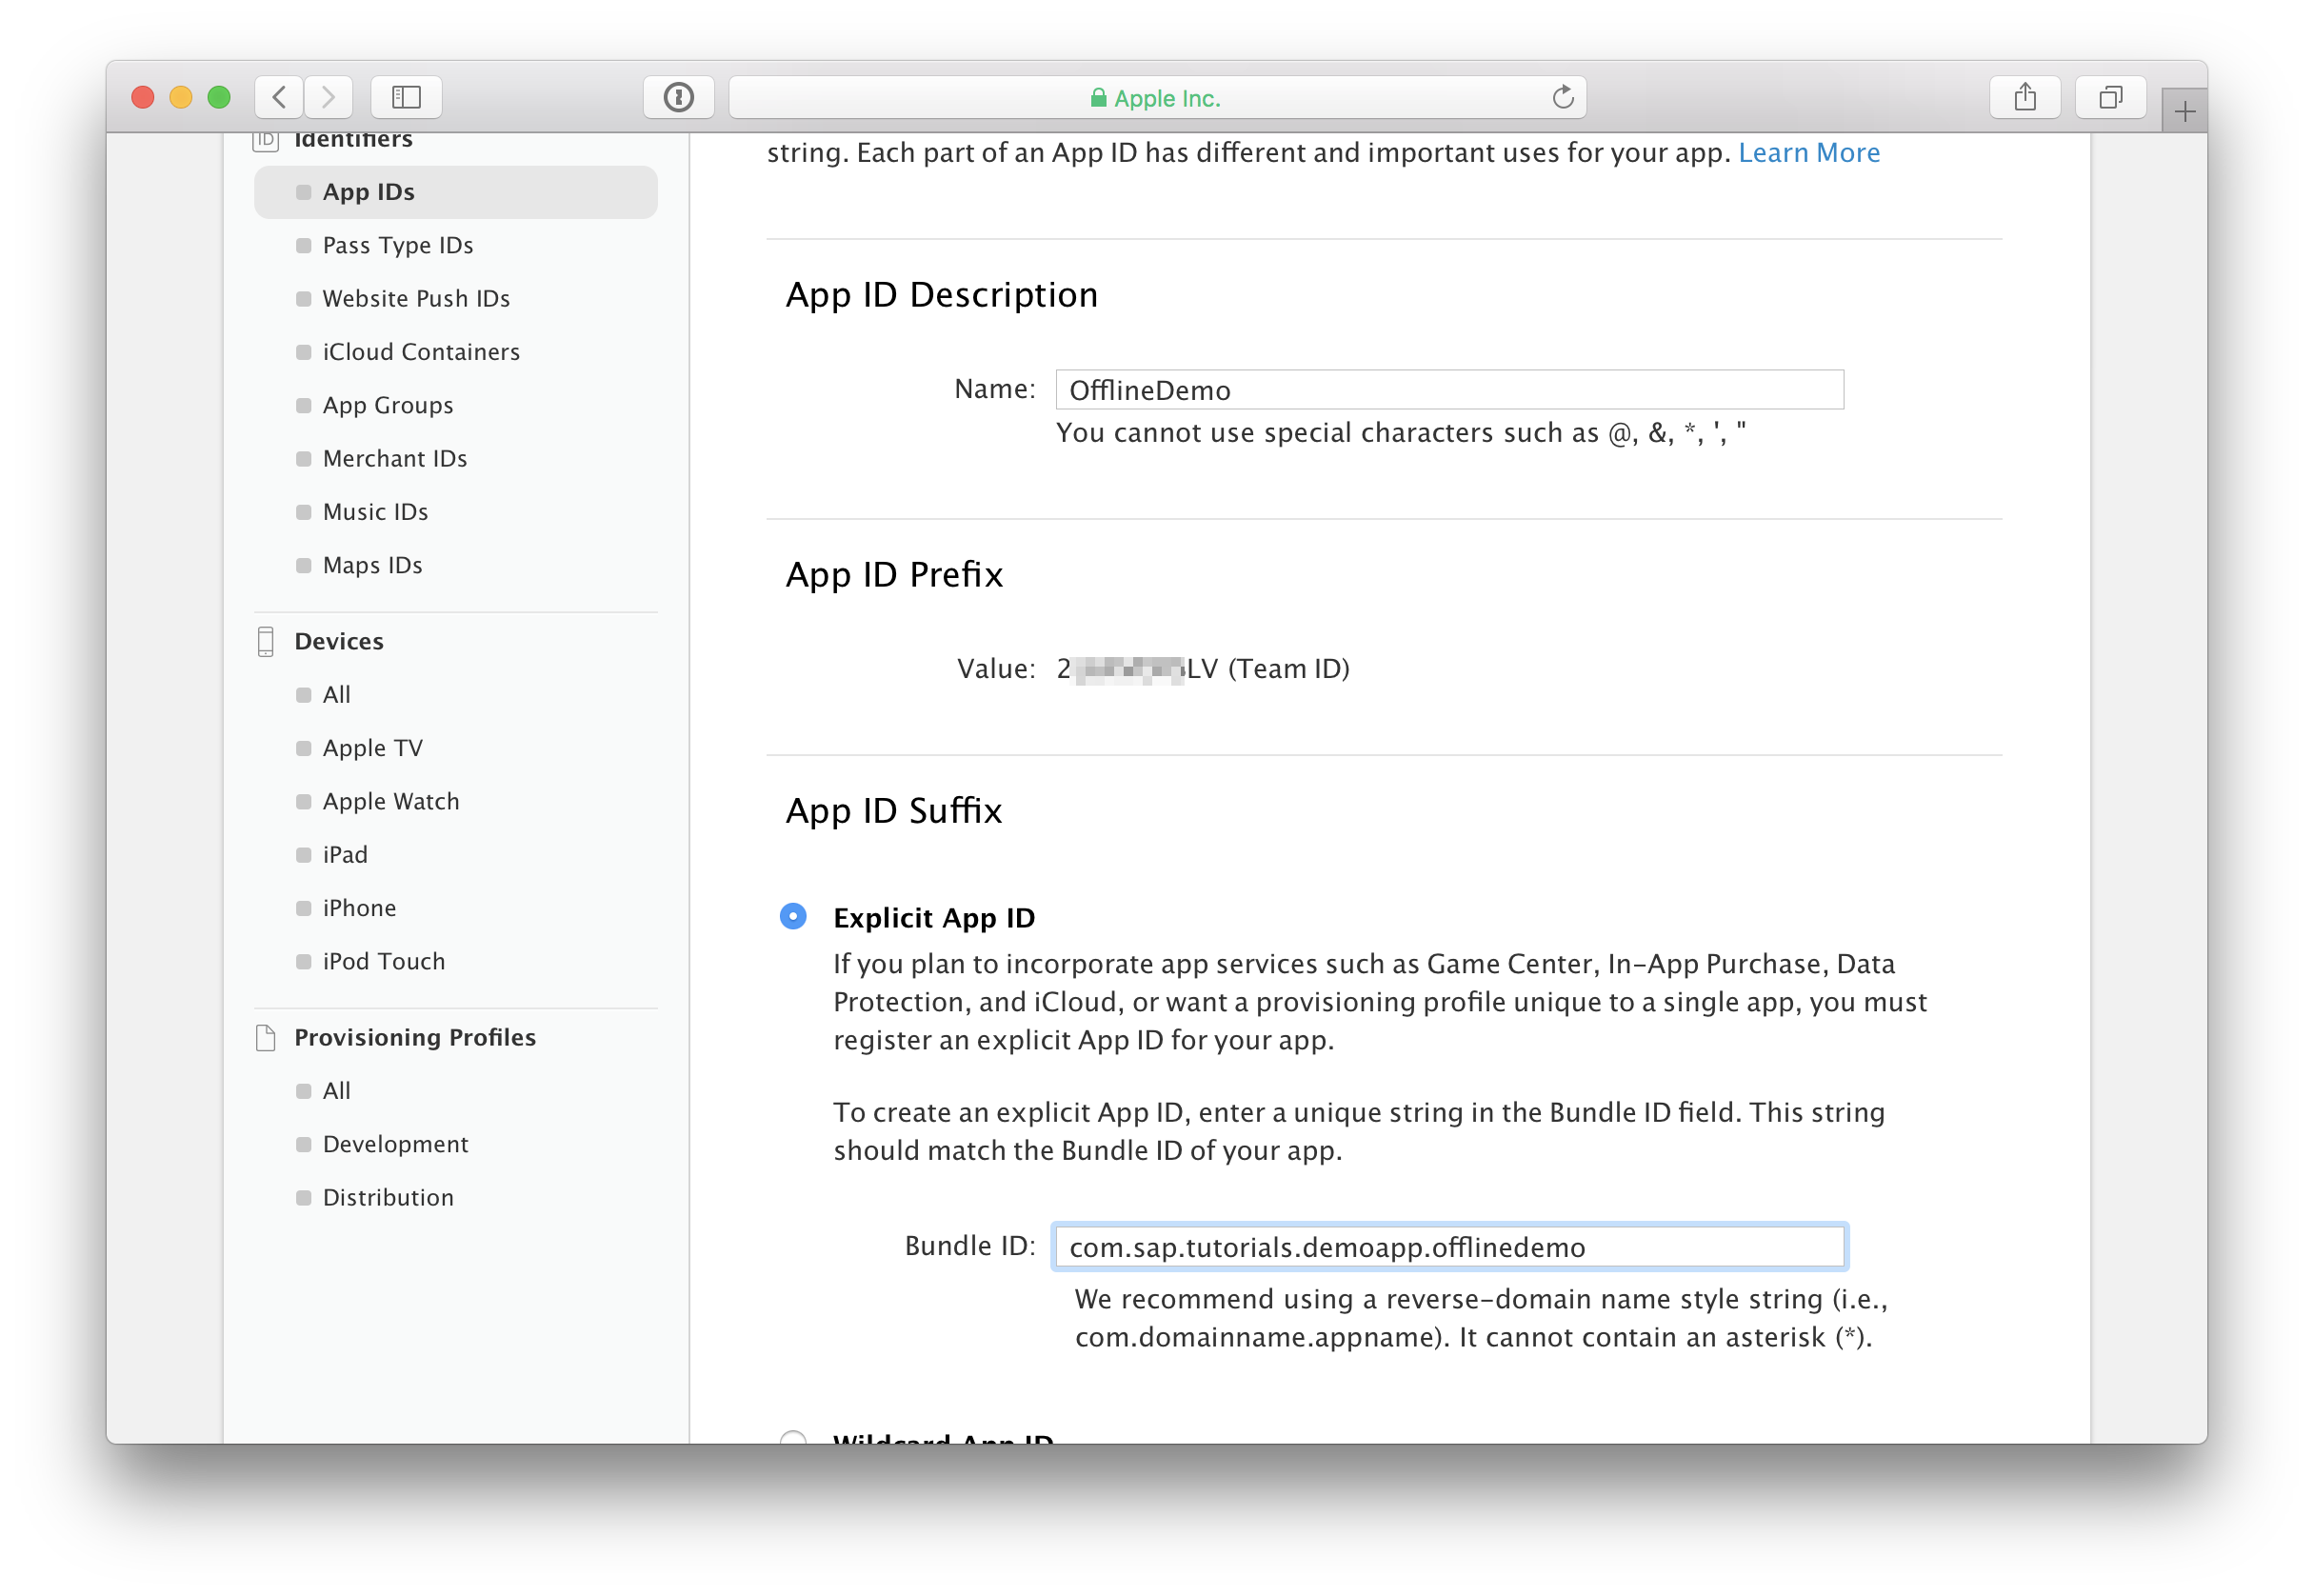 Apple Inc.
ID
Identifiers
App IDs
Pass Type IDs
Website Push IDs
iCloud Containers
App Groups
Merchant IDs
Music IDs
Maps IDs
Devices
All
Apple TV
Apple Watch
iPad
iPhone
iPod Touch
Provisioning Profiles
All
Development
Distribution
string. Each part of an App ID has different and important uses for your app. Learn More
App ID Description
Name: OfflineDemo
You cannot use special characters such as @, &, *, ', "
App ID Prefix
Value: 2 LV (Team ID)
App ID Suffix
Explicit App ID
If you plan to incorporate app services such as Game Center, In-App Purchase, Data
Protection, and iCloud, or want a provisioning profile unique to a single app, you must
register an explicit App ID for your app.
To create an explicit App ID, enter a unique string in the Bundle ID field. This string
should match the Bundle ID of your app.
Bundle ID: com.sap.tutorials.demoapp.offlinedemo
We recommend using a reverse-domain name style string (i.e.,
com.domainname.appname). It cannot contain an asterisk (*).
Wildcard App ID